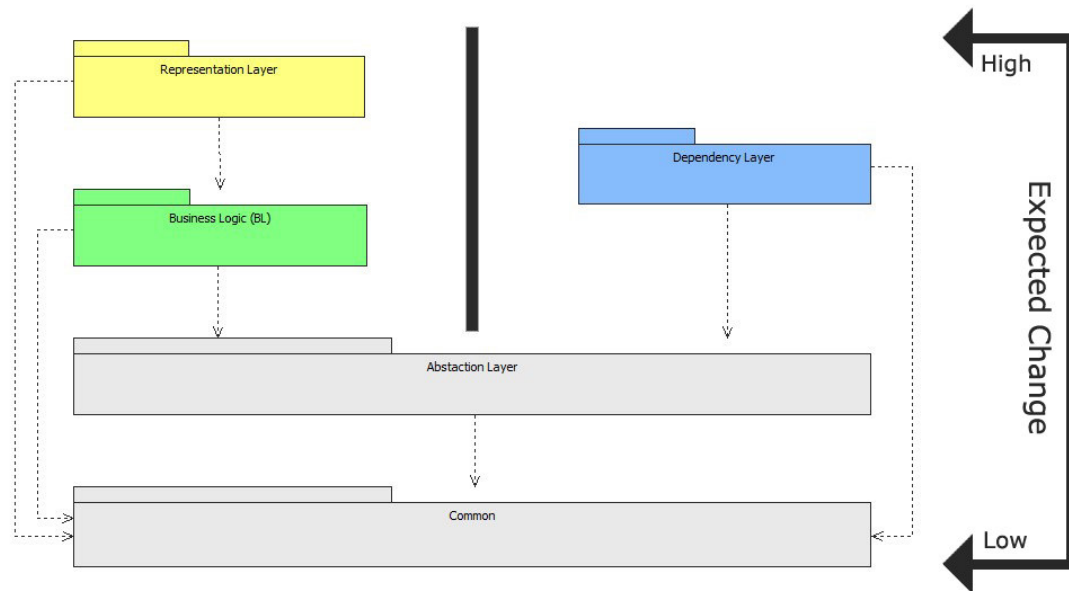 Representation Layer
High
Dependency Layer
Business Logic (BL)
Expected Change
Abstaction Layer
Common
Low